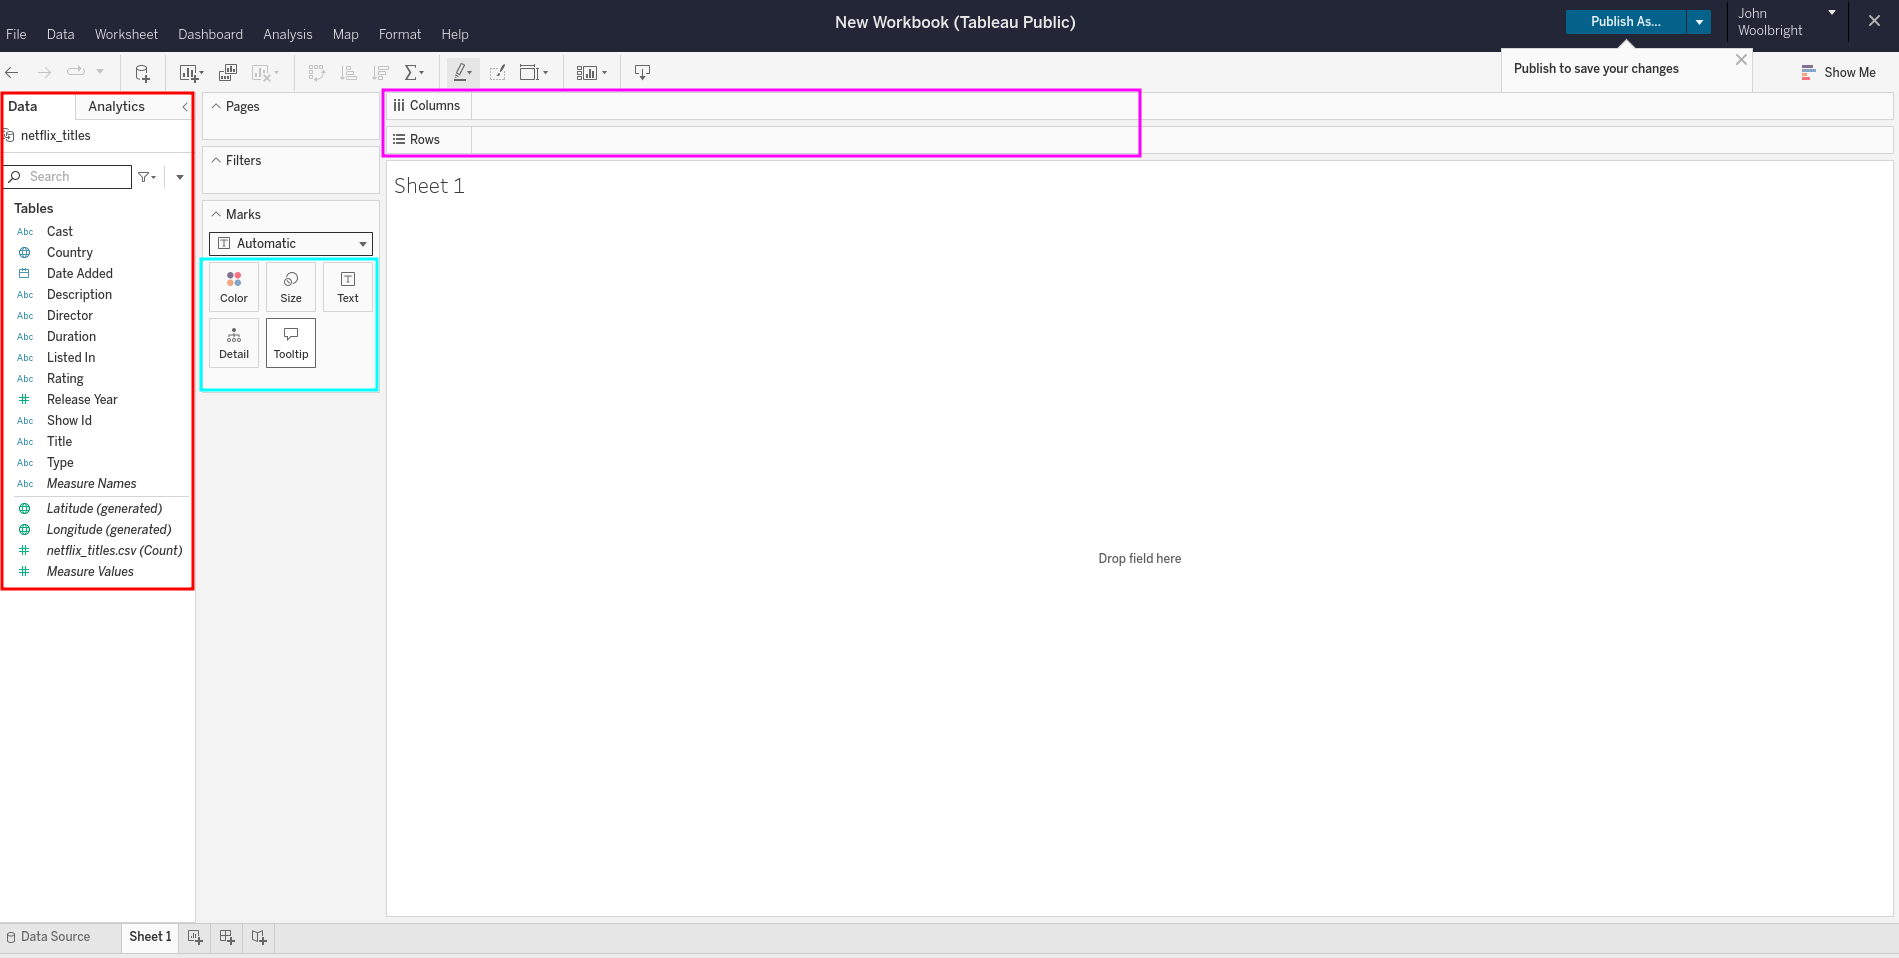 New Workbook (Tableau Public)
Publish As...
John
Woolbright
File Data Worksheet Dashboard Analysis Map Format Help
Publish to save your changes
Show Me
Data Analytics
netflix_titles
Search
Tables
Abc Cast
Country
Date Added
Abc Description
Abc Director
Abc Duration
Abc Listed In
Abc Rating
Release Year
Abc Show Id
Abc Title
Abc Type
Abc Measure Names
Latitude (generated)
Longitude (generated)
netflix_titles.csv (Count)
Measure Values
Pages
Filters
Marks
Automatic
Color Size Text
Detail Tooltip
Columns
Rows
Sheet 1
Drop field here
Data Source Sheet 1